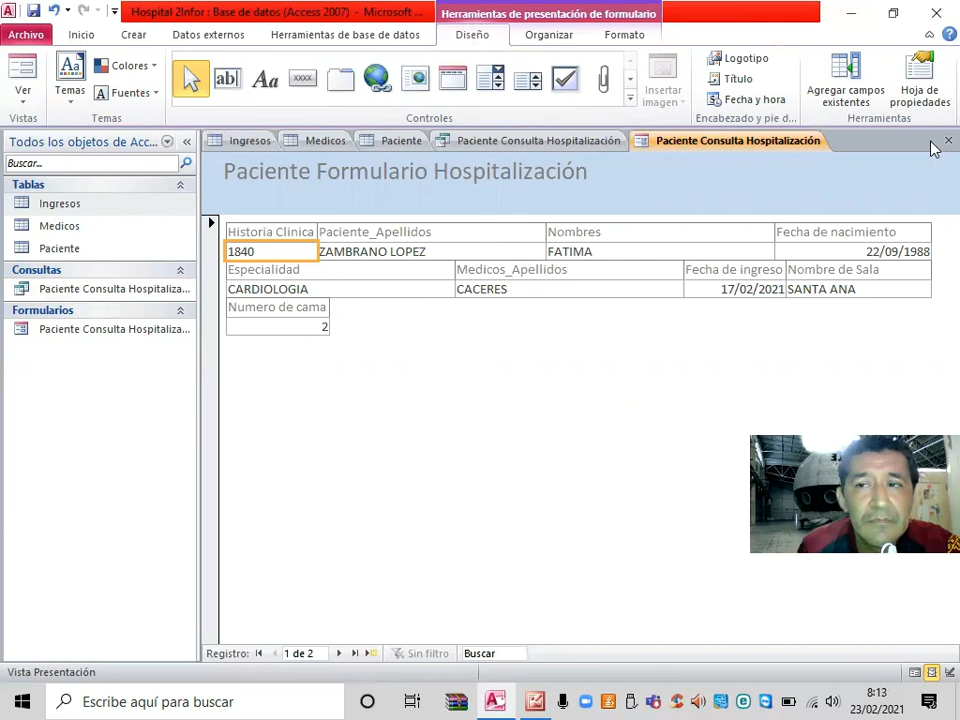 Hospital 2Infor : Base de datos (Access 2007) - Microsoft ...
Herramientas de presentación de formulario
Archivo Inicio Crear Datos externos Herramientas de base de datos Diseño Organizar Formato
Ver
Vistas
Temas
Colores
Fuentes
Temas
ab|
Aa
xxxx
Controles
Insertar imagen
Logotipo
Título
Fecha y hora
Encabezado y pie d...
Agregar campos existentes
Hoja de propiedades
Herramientas
Todos los objetos de Acc...
Buscar...
Tablas
Ingresos
Medicos
Paciente
Consultas
Paciente Consulta Hospitaliza...
Formularios
Paciente Consulta Hospitaliza...
Ingresos Medicos Paciente Paciente Consulta Hospitalización Paciente Consulta Hospitalización
Paciente Formulario Hospitalización
Historia Clinica Paciente_Apellidos Nombres Fecha de nacimiento
1840 ZAMBRANO LOPEZ FATIMA 22/09/1988
Especialidad Medicos_Apellidos Fecha de ingreso Nombre de Sala
CARDIOLOGIA CACERES 17/02/2021 SANTA ANA
Numero de cama
2
Registro: 1 de 2 Sin filtro Buscar
Vista Presentación
Escribe aquí para buscar
8:13
23/02/2021